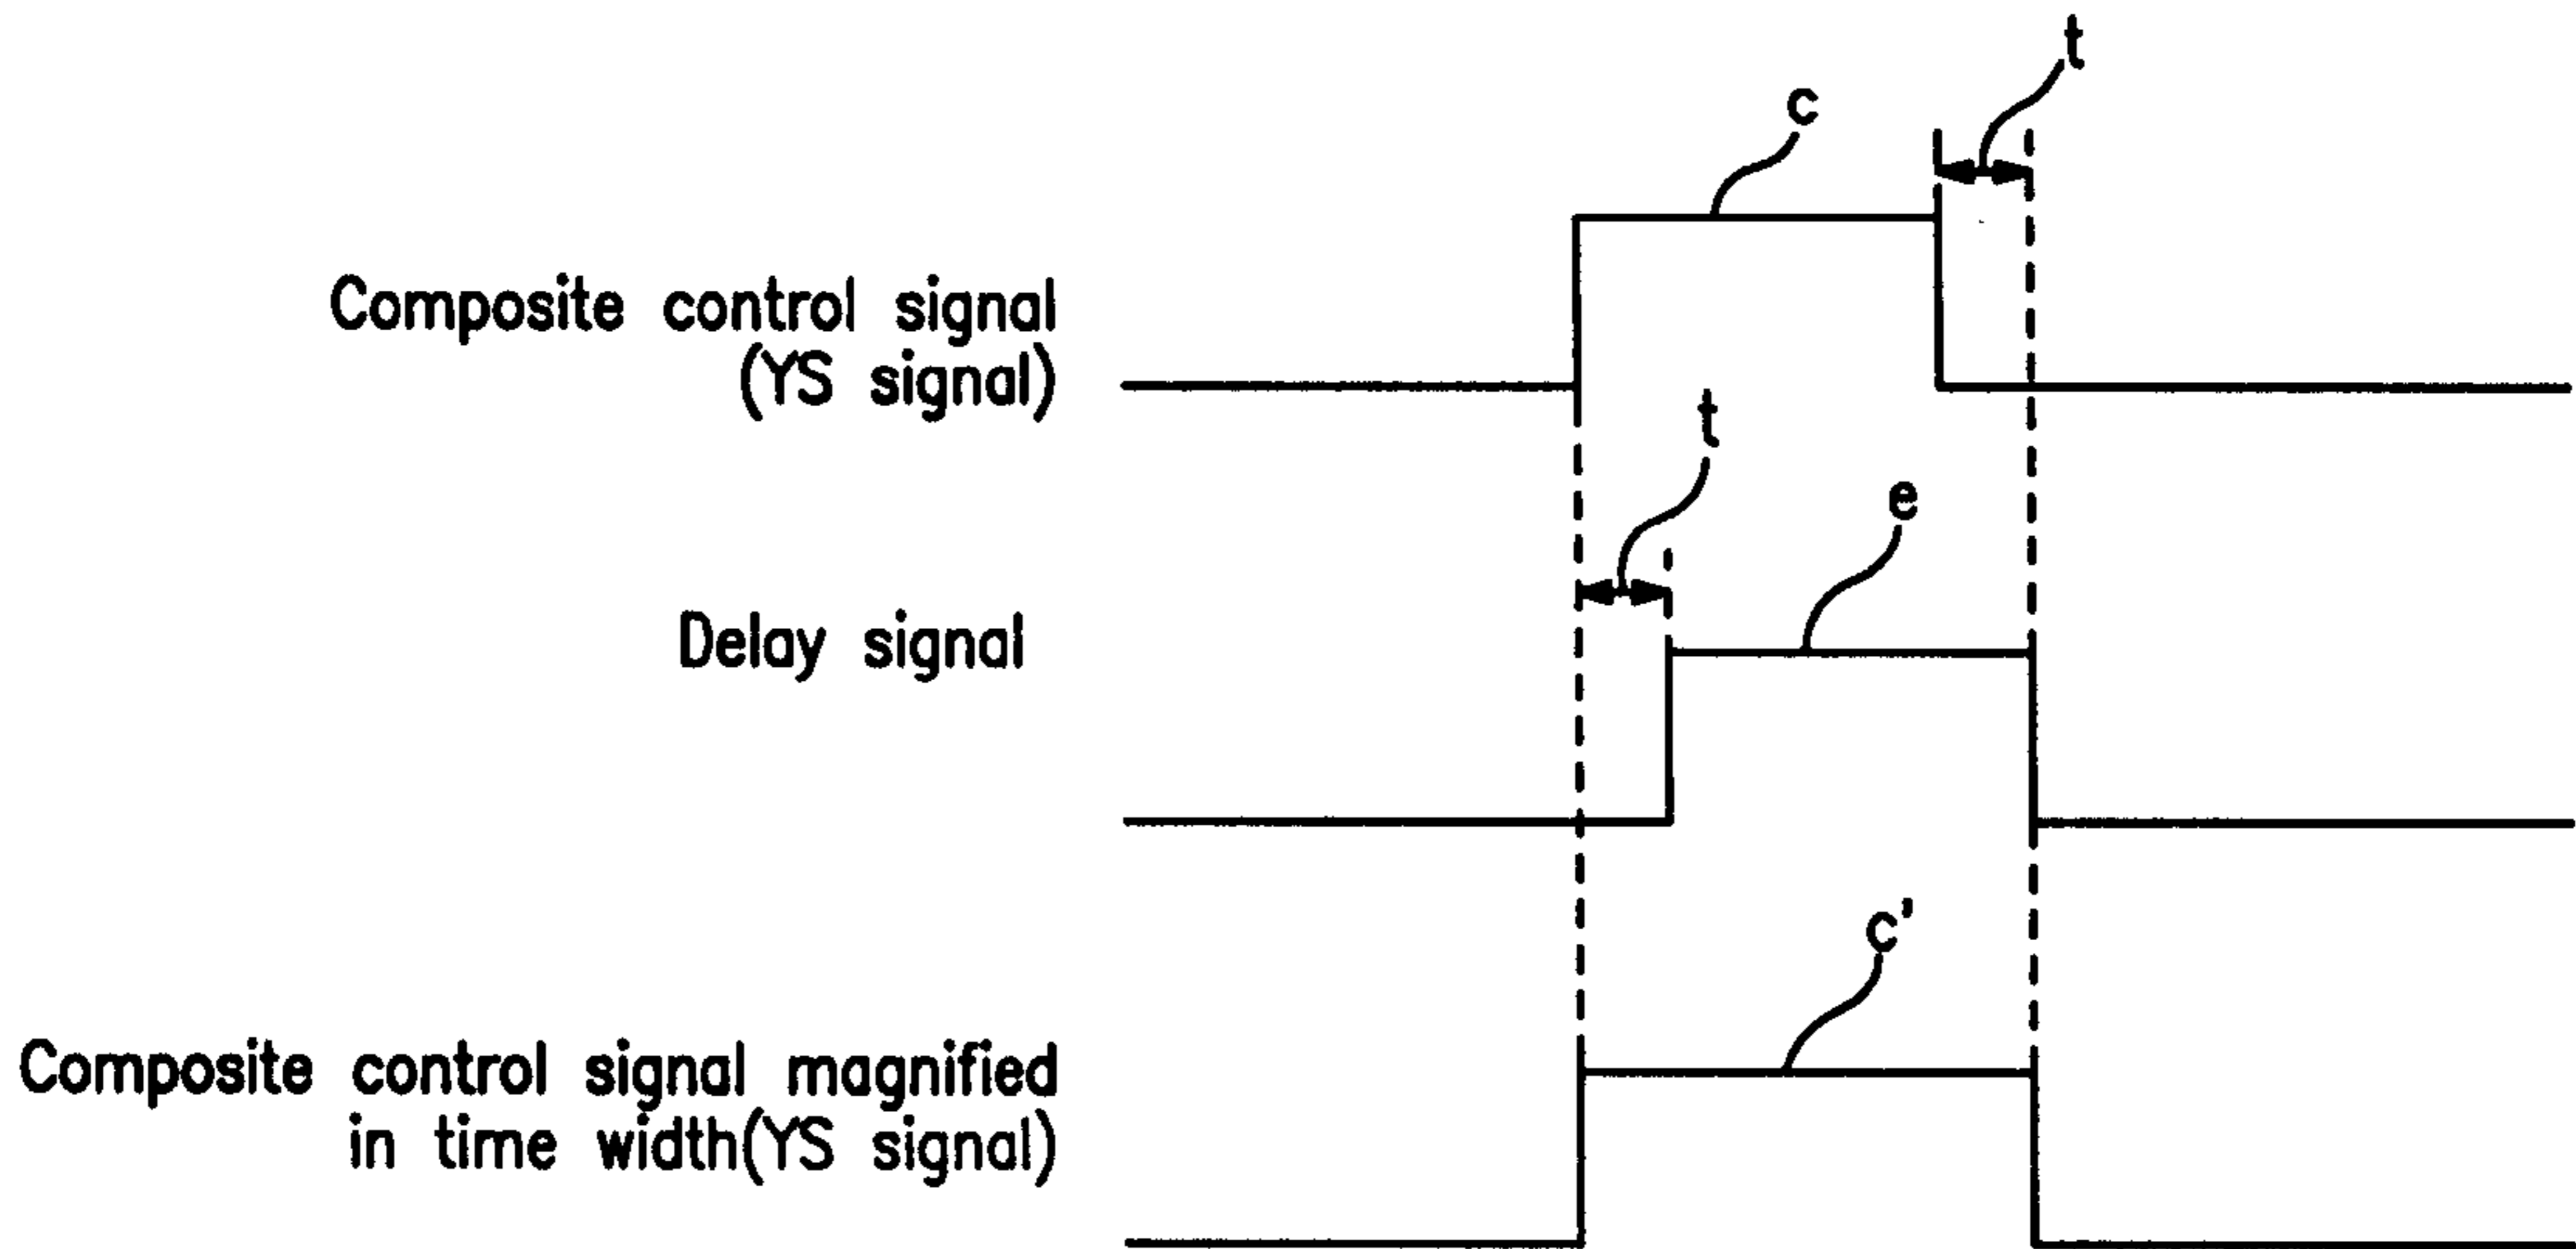 t
c
Composite control signal
(YS signal)
t
e
Delay signal
c'
Composite control signal magnified
in time width(YS signal)